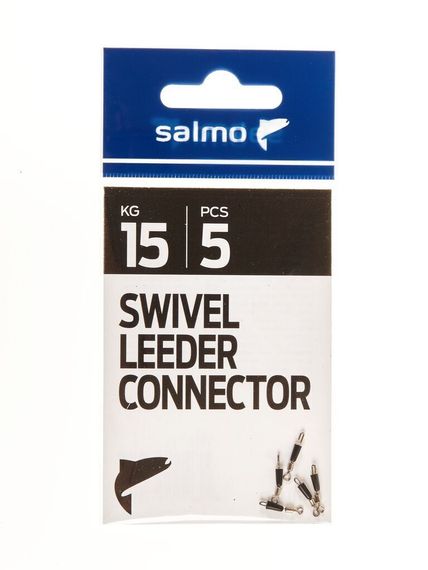 salmo
KG
15
PCS
5
SWIVEL
LEEDER
CONNECTOR